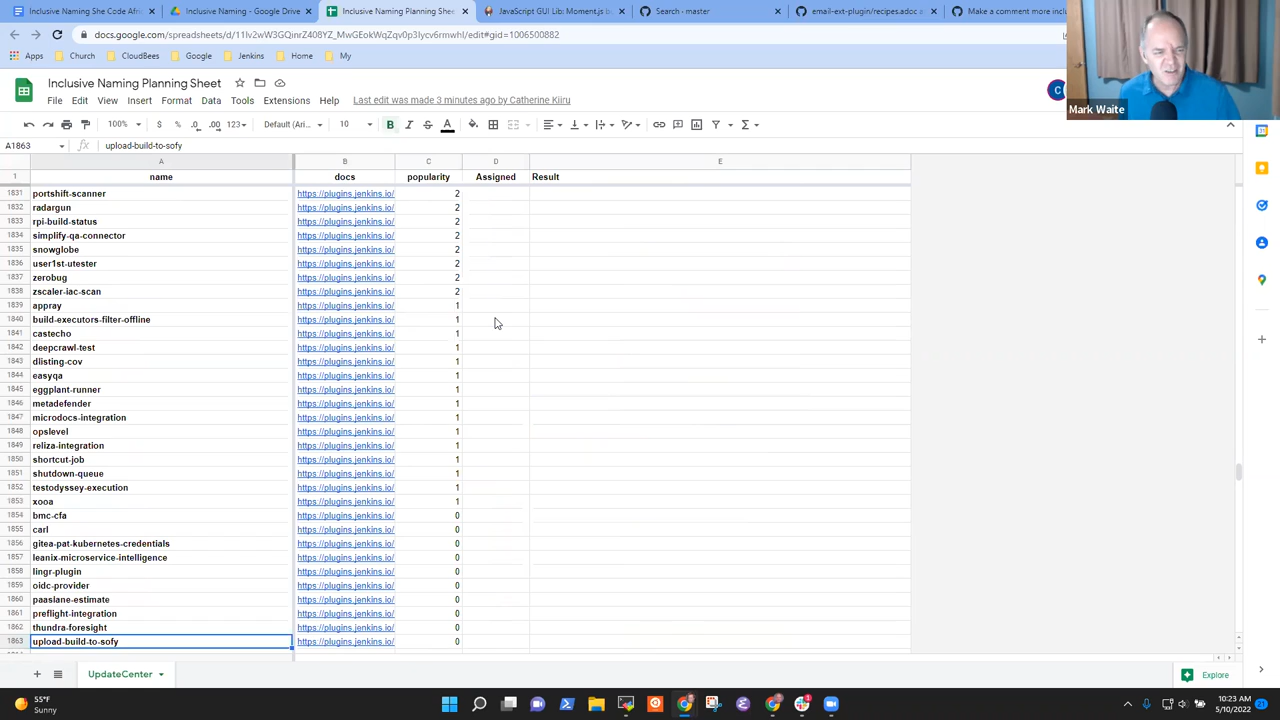 Inclusive Naming She Code Afri
Inclusive Naming - Google Drive
Inclusive Naming Planning Shee
JavaScript GUI Lib: Moment.js b
Search · master
email-ext-plugin/recipes.adoc a
Make a comment more inclu
docs.google.com/spreadsheets/d/
Apps
Church
CloudBees
Google
Jenkins
Home
My
Inclusive Naming Planning Sheet
File Edit View Insert Format Data Tools Extensions Help
Last edit was made 3 minutes ago by Catherine Kiiru
Mark Waite
100%
$ % .0 .00 123
Default (Ari...
10
B I S A
A1863
fx
upload-build-to-sofy
A B C D E
1 name docs popularity Assigned Result
1831 portshift-scanner https://plugins.jenkins.io/ 2
1832 radargun https://plugins.jenkins.io/ 2
1833 rpi-build-status https://plugins.jenkins.io/ 2
1834 simplify-qa-connector https://plugins.jenkins.io/ 2
1835 snowglobe https://plugins.jenkins.io/ 2
1836 user1st-utester https://plugins.jenkins.io/ 2
1837 zerobug https://plugins.jenkins.io/ 2
1838 zscaler-iac-scan https://plugins.jenkins.io/ 2
1839 appray https://plugins.jenkins.io/ 1
1840 build-executors-filter-offline https://plugins.jenkins.io/ 1
1841 castecho https://plugins.jenkins.io/ 1
1842 deepcrawl-test https://plugins.jenkins.io/ 1
1843 dlisting-cov https://plugins.jenkins.io/ 1
1844 easyqa https://plugins.jenkins.io/ 1
1845 eggplant-runner https://plugins.jenkins.io/ 1
1846 metadefender https://plugins.jenkins.io/ 1
1847 microdocs-integration https://plugins.jenkins.io/ 1
1848 opslevel https://plugins.jenkins.io/ 1
1849 reliza-integration https://plugins.jenkins.io/ 1
1850 shortcut-job https://plugins.jenkins.io/ 1
1851 shutdown-queue https://plugins.jenkins.io/ 1
1852 testodyssey-execution https://plugins.jenkins.io/ 1
1853 xooa https://plugins.jenkins.io/ 1
1854 bmc-cfa https://plugins.jenkins.io/ 0
1855 carl https://plugins.jenkins.io/ 0
1856 gitea-pat-kubernetes-credentials https://plugins.jenkins.io/ 0
1857 leanix-microservice-intelligence https://plugins.jenkins.io/ 0
1858 lingr-plugin https://plugins.jenkins.io/ 0
1859 oidc-provider https://plugins.jenkins.io/ 0
1860 paaslane-estimate https://plugins.jenkins.io/ 0
1861 preflight-integration https://plugins.jenkins.io/ 0
1862 thundra-foresight https://plugins.jenkins.io/ 0
1863 upload-build-to-sofy https://plugins.jenkins.io/ 0
UpdateCenter
Explore
55°F
Sunny
10:23 AM
5/10/2022